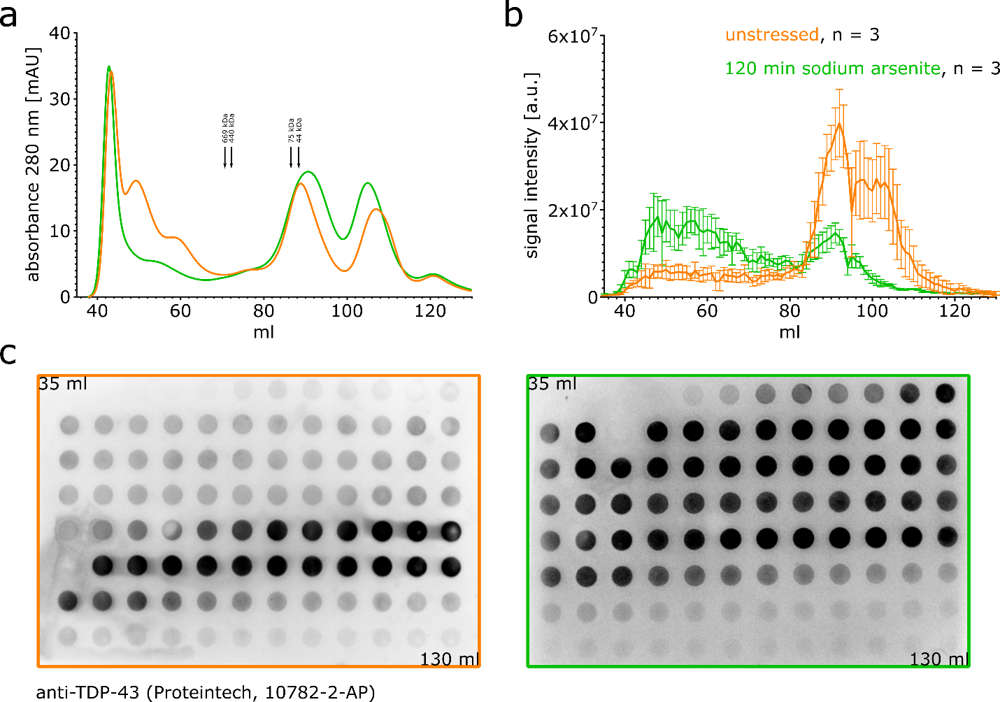 a
absorbance 280 nm [mAU]
40
30
20
10
0
669 kDa
440 kDa
75 kDa
44 kDa
40 60 80 100 120
ml
b
signal intensity [a.u.]
6x10⁷
4x10⁷
2x10⁷
0
unstressed, n = 3
120 min sodium arsenite, n = 3
40 60 80 100 120
ml
c
35 ml
130 ml
35 ml
130 ml
anti-TDP-43 (Proteintech, 10782-2-AP)